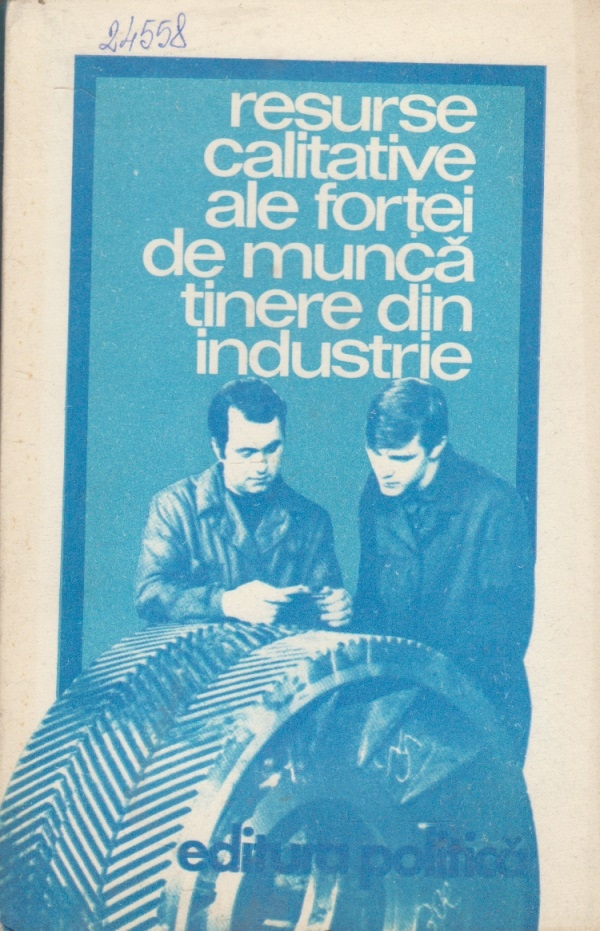 24558
resurse
calitative
ale forței
de muncă
tinere din
industrie
editura politică